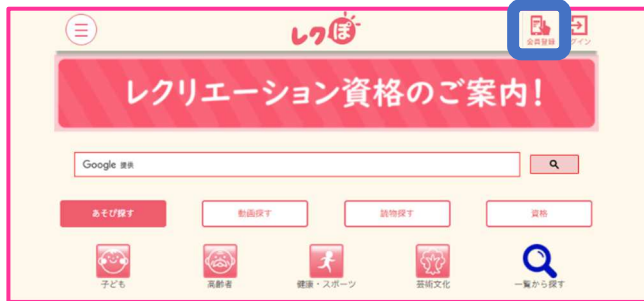 レクぽ
会員登録 グイン
レクリエーション資格のご案内!
Google 提供
あそび探す 動画探す 読物探す 資格
子ども 高齢者 健康・スポーツ 芸術文化 一覧から探す